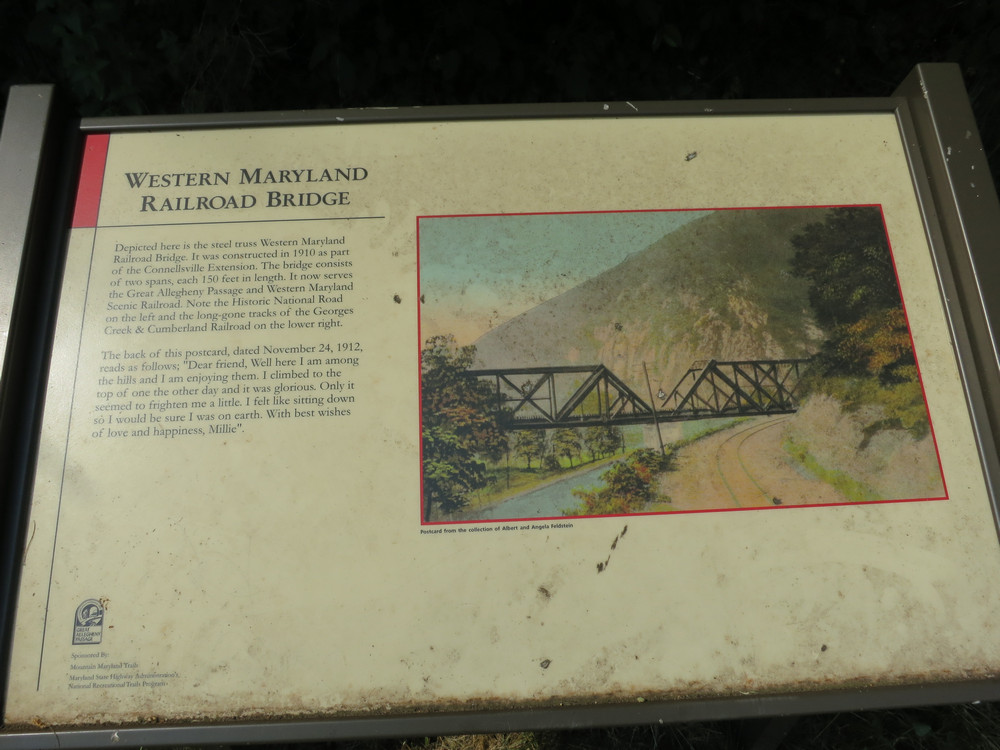 WESTERN MARYLAND
RAILROAD BRIDGE
Depicted here is the steel truss Western Maryland
Railroad Bridge. It was constructed in 1910 as part
of the Connellsville Extension. The bridge consists
of two spans, each 150 feet in length. It now serves
the Great Allegheny Passage and Western Maryland
Scenic Railroad. Note the Historic National Road
on the left and the long-gone tracks of the Georges
Creek & Cumberland Railroad on the lower right.
The back of this postcard, dated November 24, 1912,
reads as follows; "Dear friend, Well here I am among
the hills and I am enjoying them. I climbed to the
top of one the other day and it was glorious. Only it
seemed to frighten me a little. I felt like sitting down
so I would be sure I was on earth. With best wishes
of love and happiness, Millie".
Postcard from the collection of Albert and Angela Feldstein
GREAT
ALLEGHENY
PASSAGE
Sponsored By:
Mountain Maryland Trails
Maryland State Highway Administration's
National Recreational Trails Program